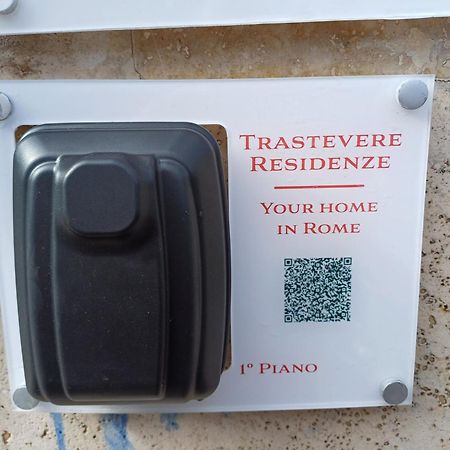 TRASTEVERE
RESIDENZE
YOUR HOME
IN ROME
1° PIANO